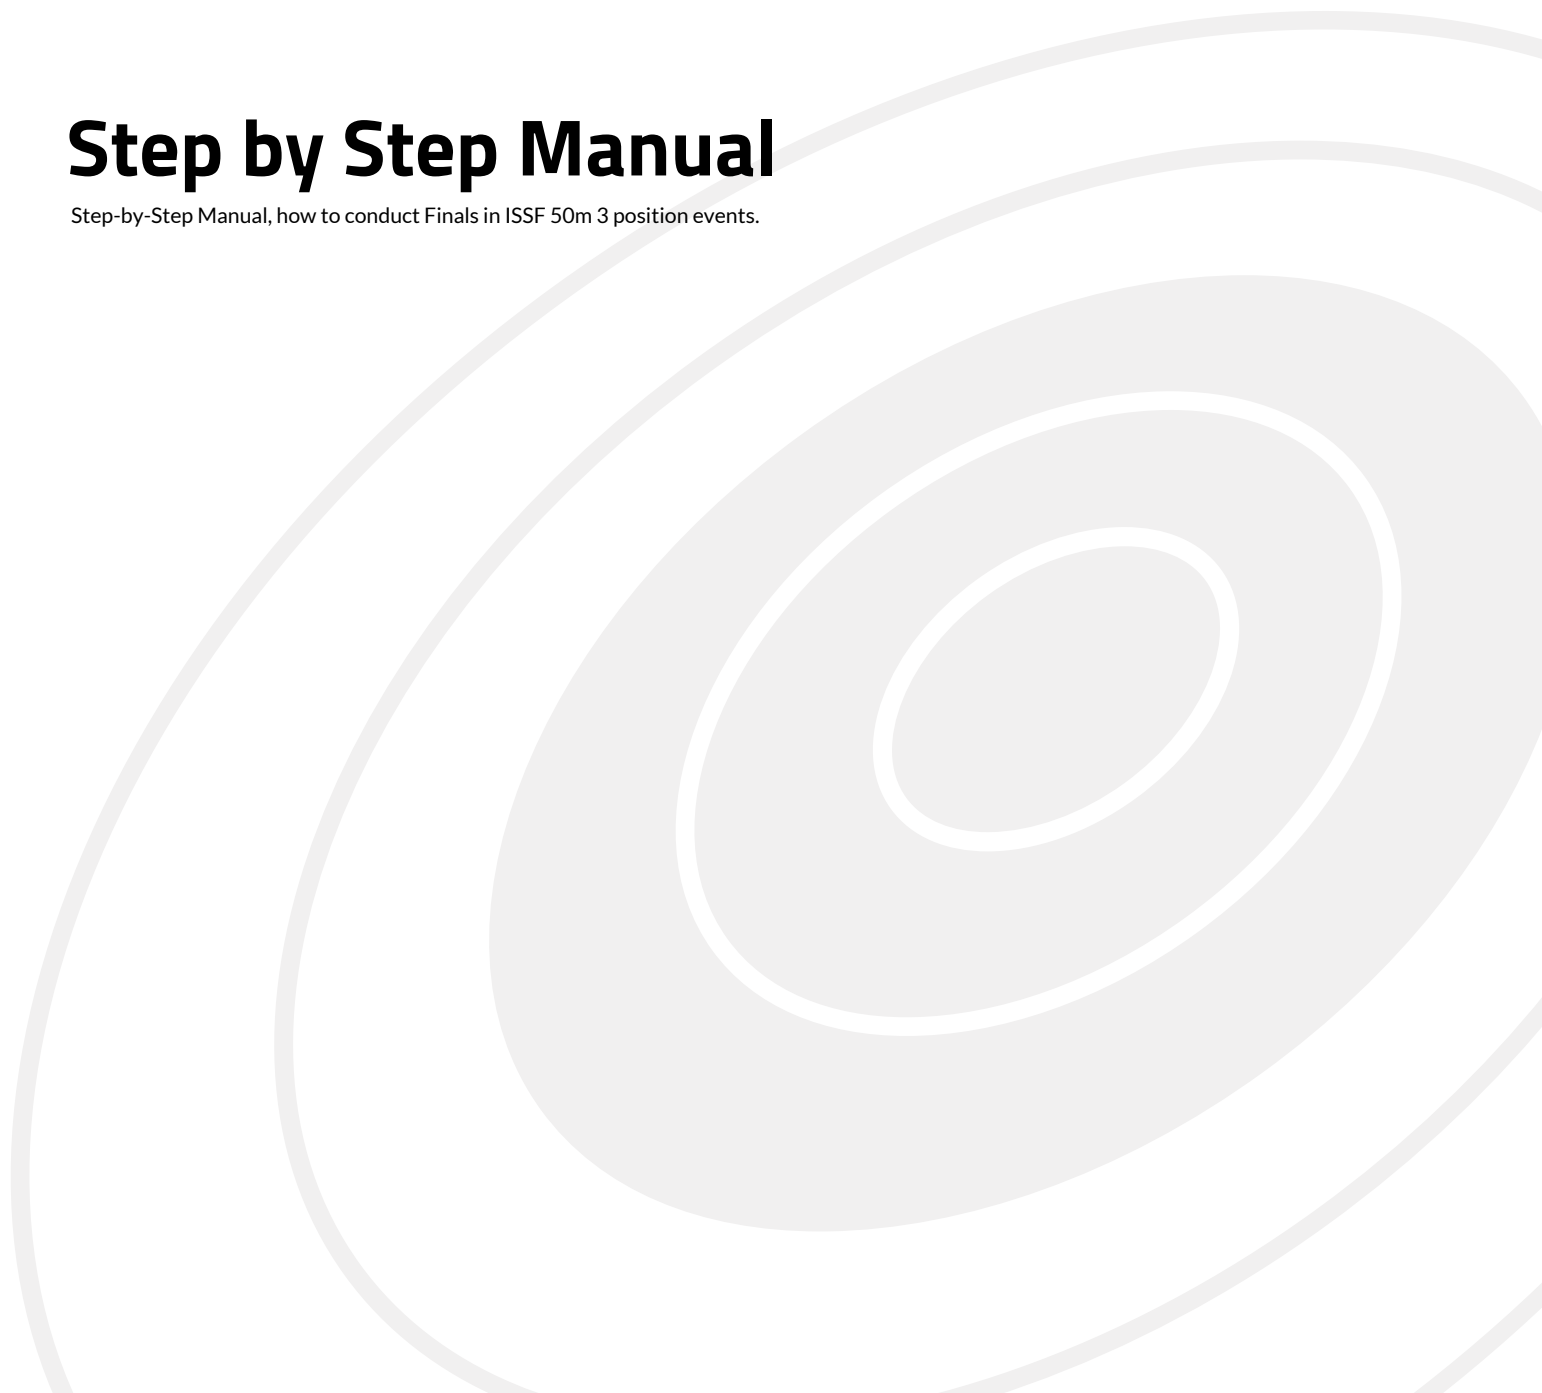 Step by Step Manual
Step-by-Step Manual, how to conduct Finals in ISSF 50m 3 position events.